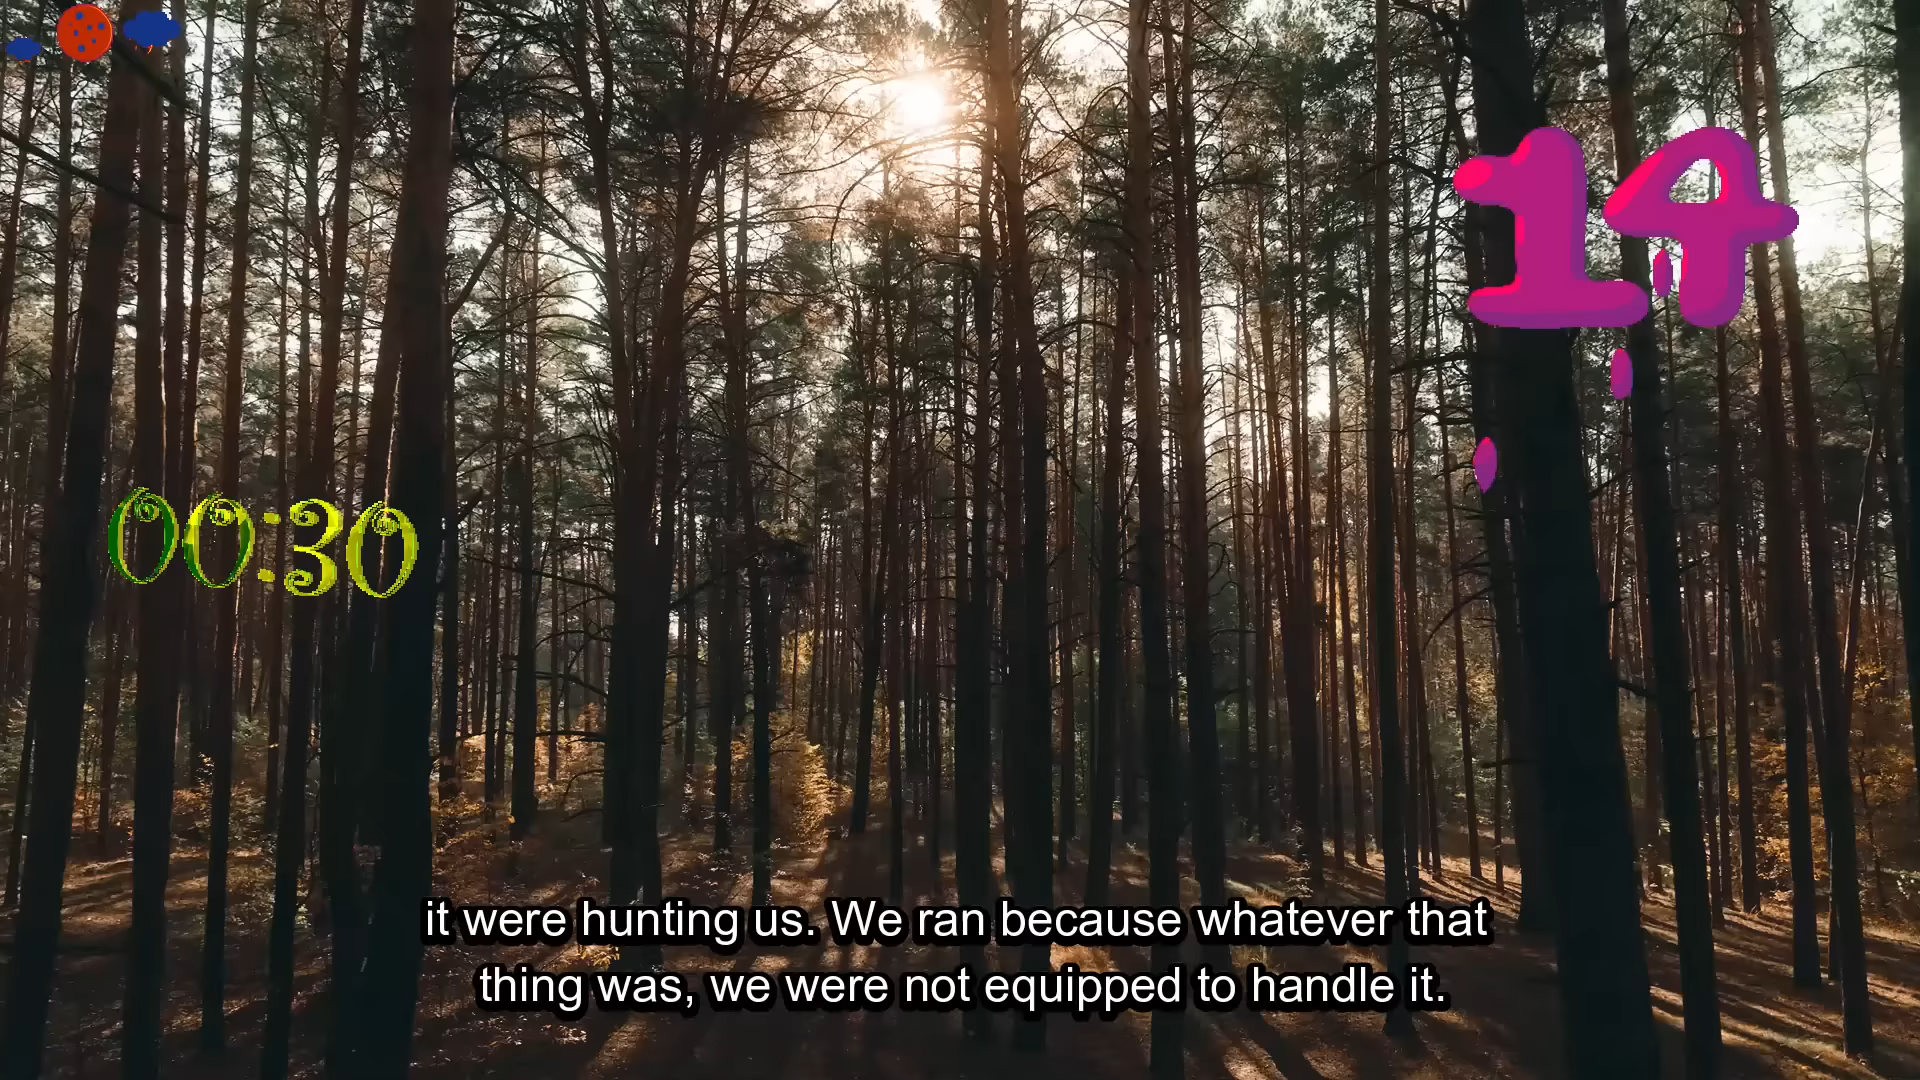 14
00:30
it were hunting us. We ran because whatever that
thing was, we were not equipped to handle it.